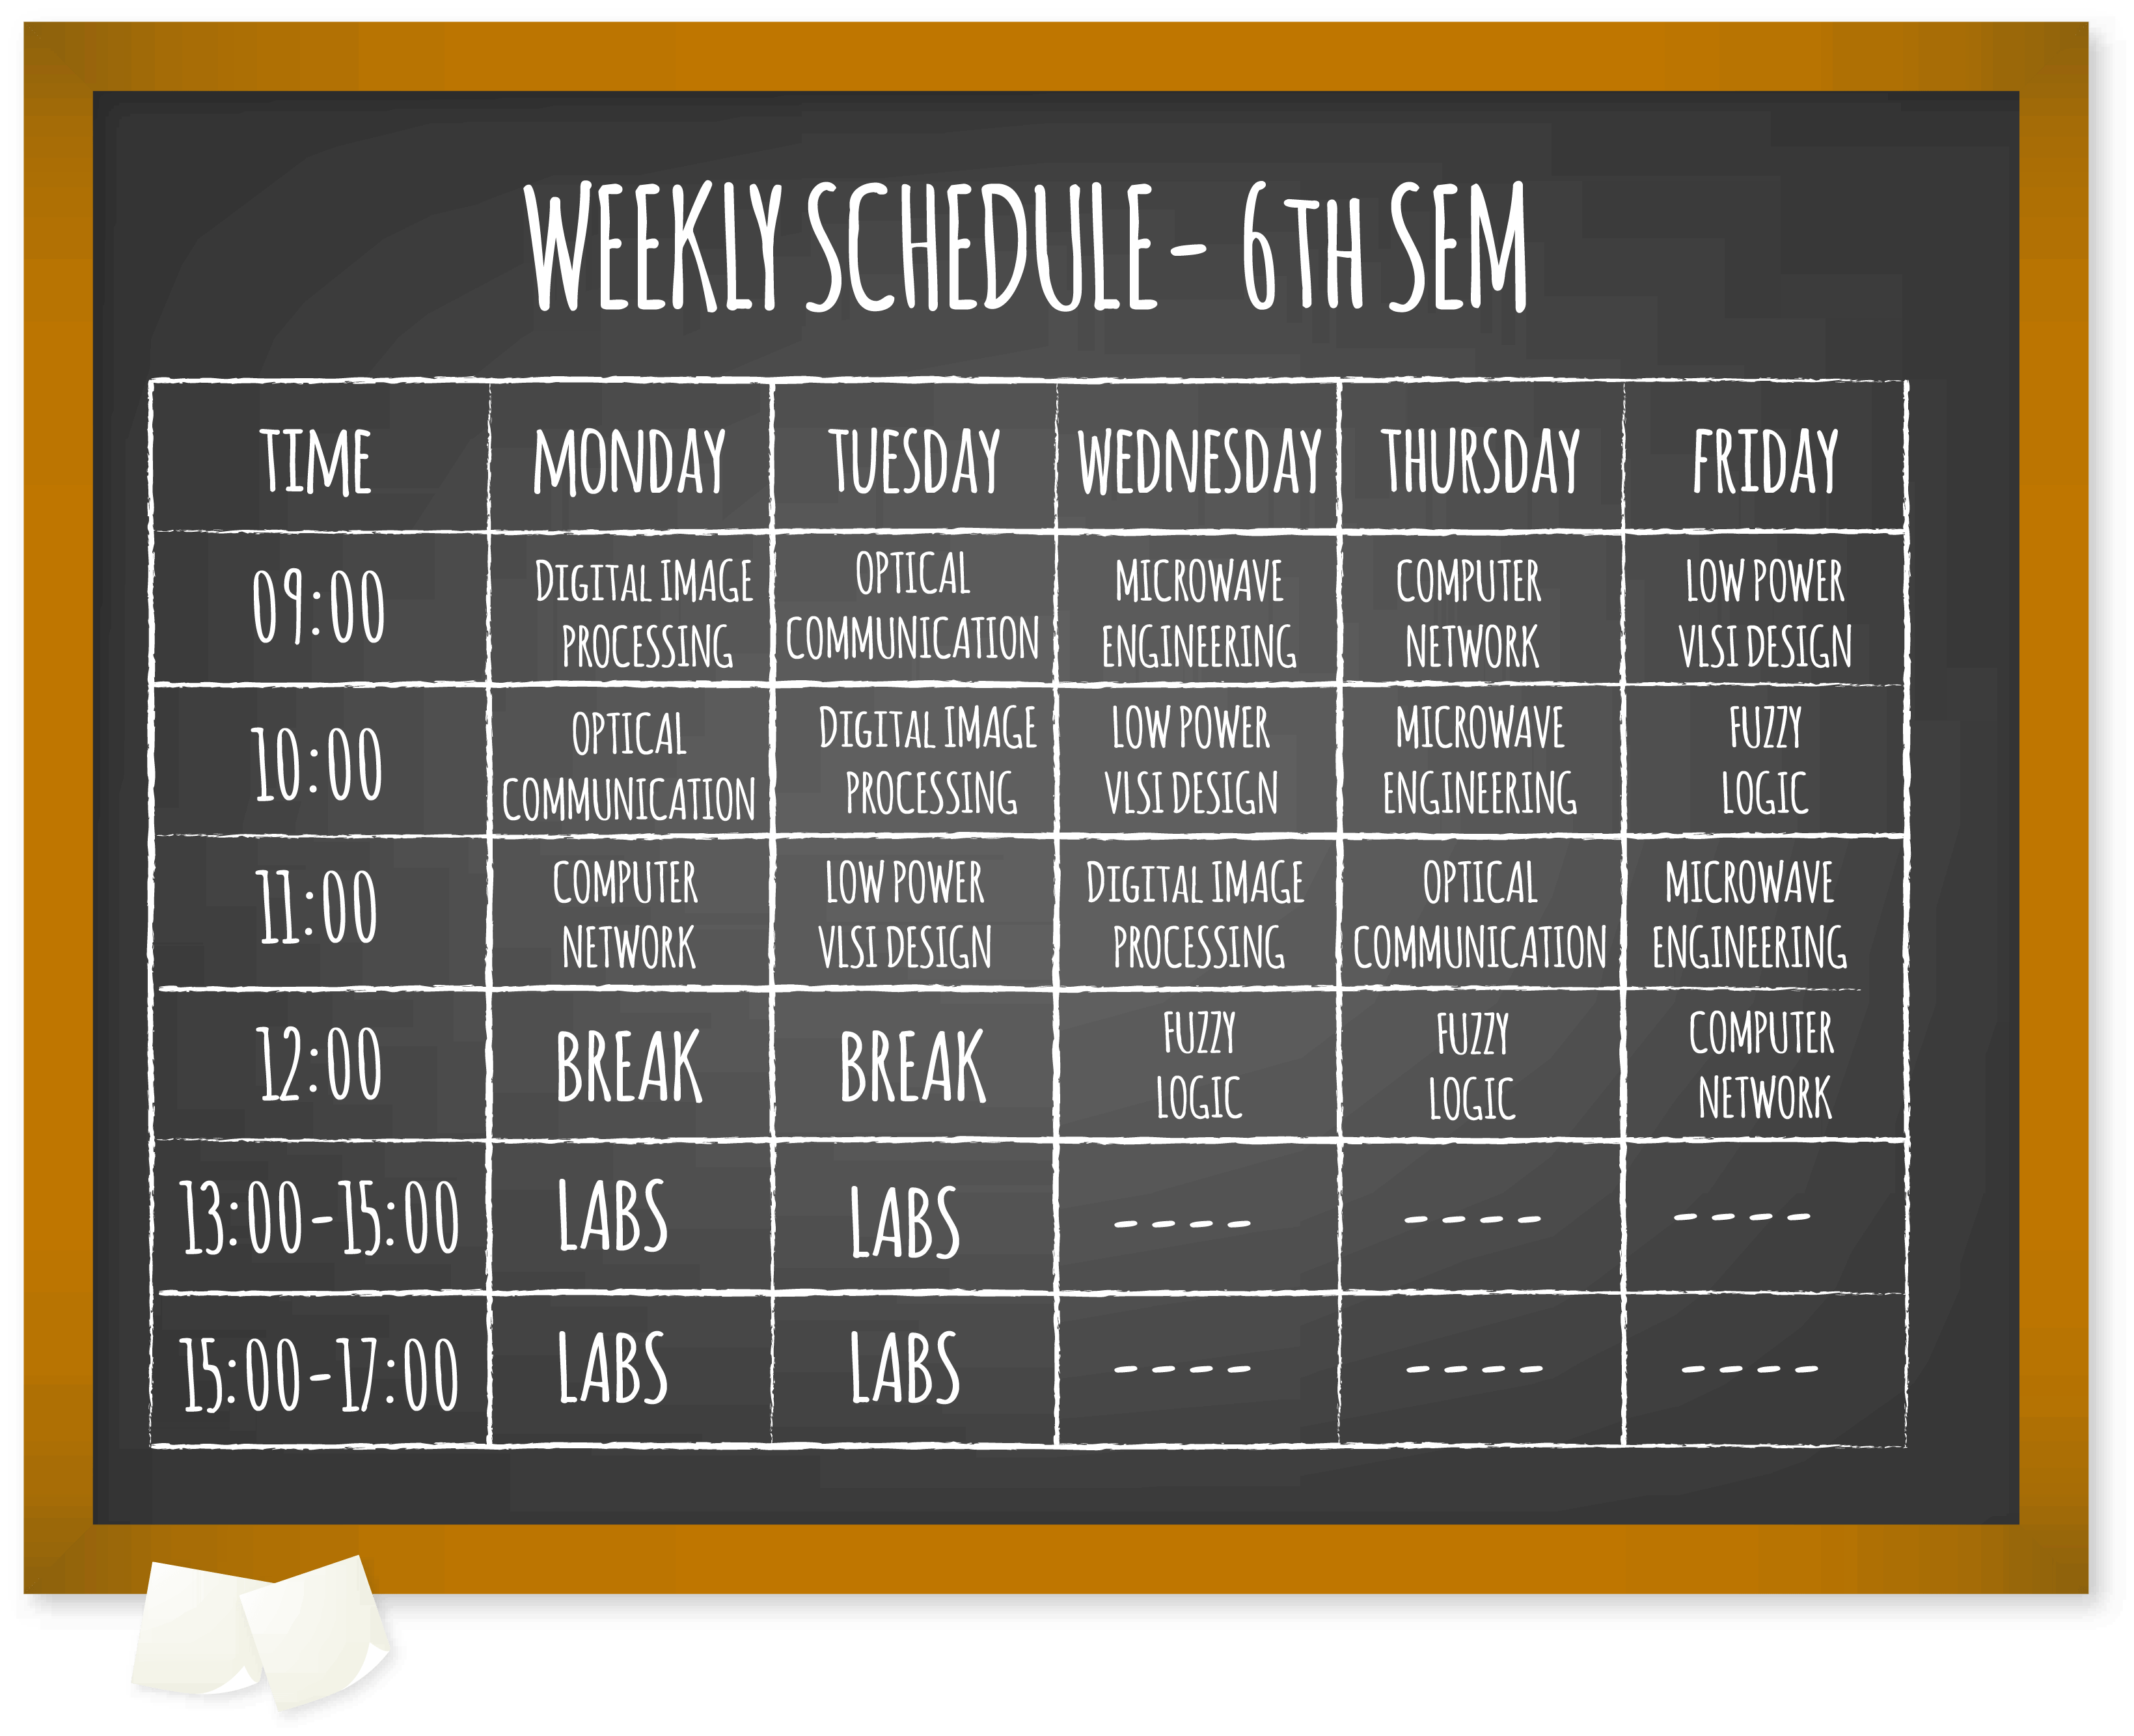 WEEKLY SCHEDULE - 6TH SEM
TIME MONDAY TUESDAY WEDNESDAY THURSDAY FRIDAY
09:00
DIGITAL IMAGE
PROCESSING
OPTICAL
COMMUNICATION
MICROWAVE
ENGINEERING
COMPUTER
NETWORK
LOW POWER
VLSI DESIGN
10:00
OPTICAL
COMMUNICATION
DIGITAL IMAGE
PROCESSING
LOW POWER
VLSI DESIGN
MICROWAVE
ENGINEERING
FUZZY
LOGIC
11:00
COMPUTER
NETWORK
LOW POWER
VLSI DESIGN
DIGITAL IMAGE
PROCESSING
OPTICAL
COMMUNICATION
MICROWAVE
ENGINEERING
12:00
BREAK
BREAK
FUZZY
LOGIC
FUZZY
LOGIC
COMPUTER
NETWORK
13:00-15:00 LABS LABS ---- ---- ----
15:00-17:00 LABS LABS ---- ---- ----